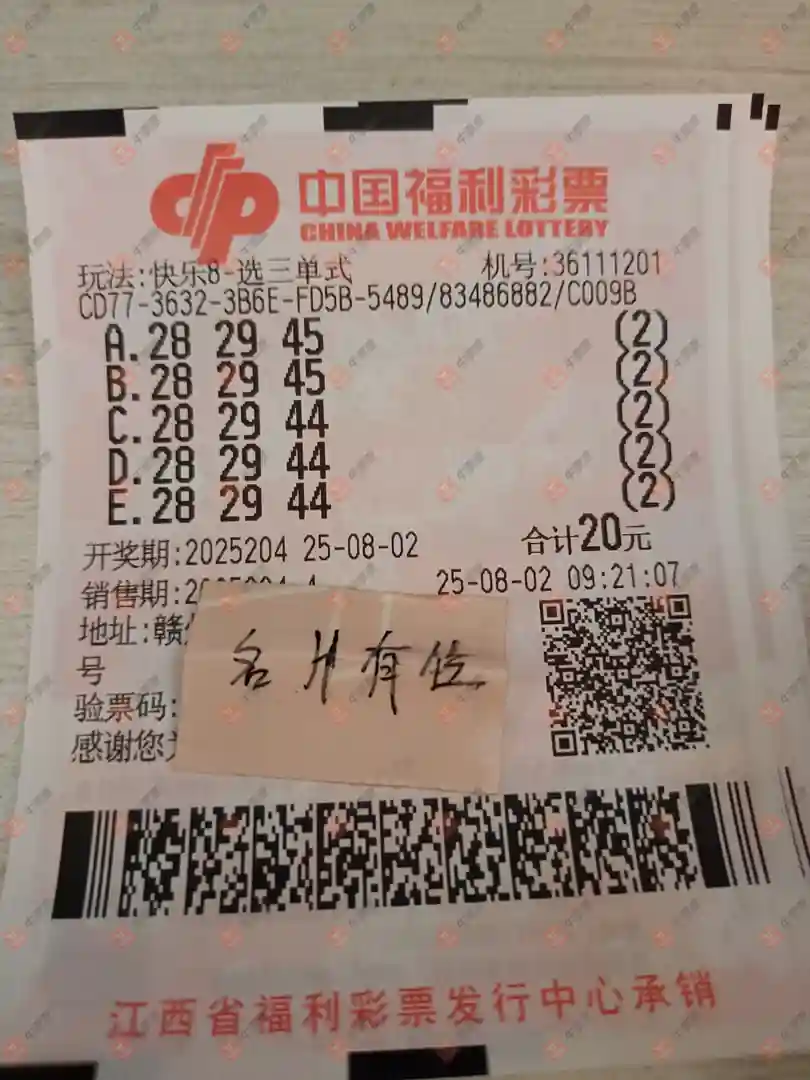 中国福利彩票
CHINA WELFARE LOTTERY
玩法:快乐8-选三单式 机号:36111201
CD77-3632-3B6E-FD5B-5489/83486882/C009B
A.28 29 45 (2)
B.28 29 45 (2)
C.28 29 44 (2)
D.28 29 44 (2)
E.28 29 44 (2)
开奖期:2025204 25-08-02 合计20元
销售期:2025204-4 25-08-02 09:21:07
地址:赣
号
名片有位
验票码:
感谢您为
江西省福利彩票发行中心承销